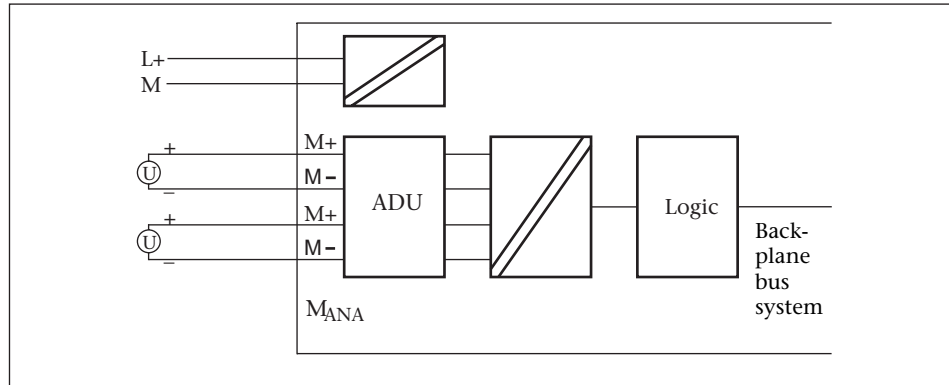 L+
M
+
M+
U
M-
-
ADU
+
M+
U
M-
-
Logic
Back-
plane
bus
system
MANA